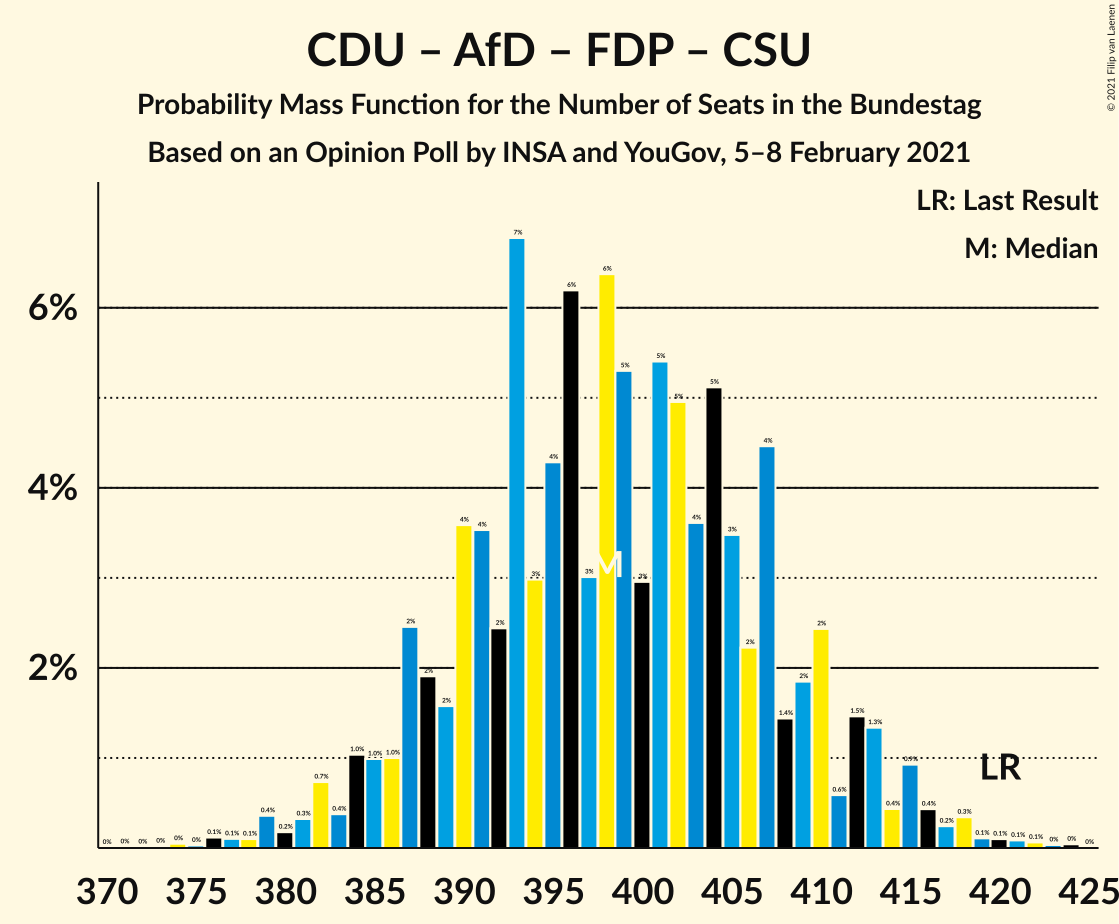 CDU – AfD – FDP – CSU
© 2021 Filip van Laenen
Probability Mass Function for the Number of Seats in the Bundestag
Based on an Opinion Poll by INSA and YouGov, 5–8 February 2021
LR: Last Result
M: Median
6%
4%
2%
0% 0% 0% 0% 0% 0% 0.1% 0.1% 0.1% 0.4% 0.2% 0.3% 0.7% 0.4% 1.0% 1.0% 1.0% 2% 2% 2% 4% 4% 2% 7% 3% 4% 6% 3% 6% 5% 3% 5% 5% 4% 5% 3% 2% 4% 1.4% 2% 2% 0.6% 1.5% 1.3% 0.4% 0.9% 0.4% 0.2% 0.3% 0.1% 0.1% 0.1% 0.1% 0% 0% 0%
M
LR
370 375 380 385 390 395 400 405 410 415 420 425